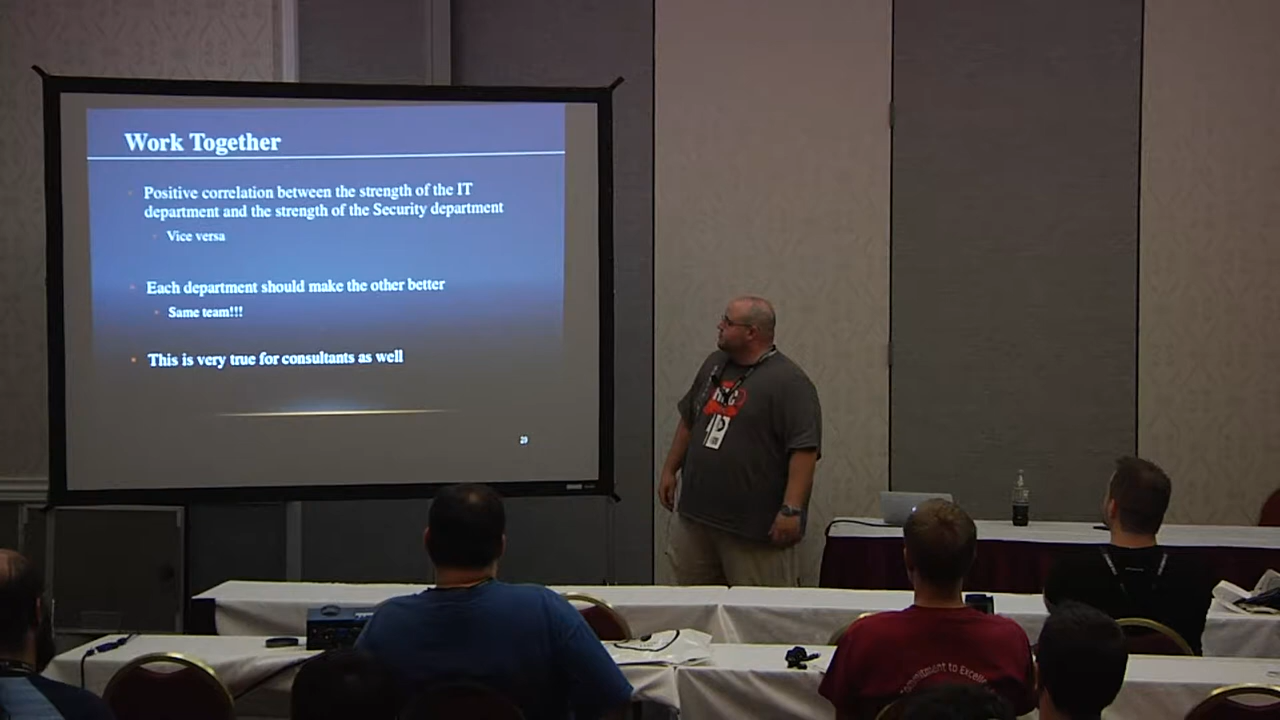 Work Together
Positive correlation between the strength of the IT
department and the strength of the Security department
Vice versa
Each department should make the other better
Same team!!!
This is very true for consultants as well